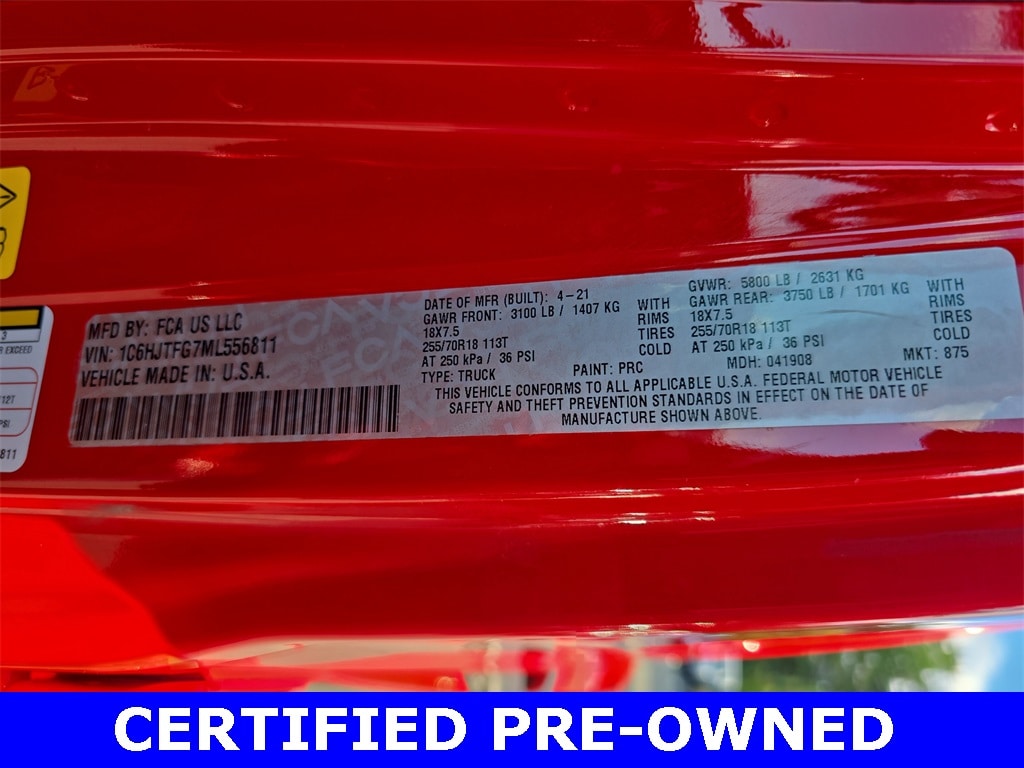 MFD BY: FCA US LLC
VIN: 1C6HJTFG7ML556811
VEHICLE MADE IN: U.S.A.
DATE OF MFR (BUILT): 4-21
GAWR FRONT: 3100 LB / 1407 KG WITH
18X7.5 RIMS
255/70R18 113T TIRES
AT 250 kPa / 36 PSI COLD
GVWR: 5800 LB / 2631 KG
GAWR REAR: 3750 LB / 1701 KG WITH
18X7.5 RIMS
255/70R18 113T TIRES
AT 250 kPa / 36 PSI COLD
TYPE: TRUCK PAINT: PRC MDH: 041908 MKT: 875
THIS VEHICLE CONFORMS TO ALL APPLICABLE U.S.A. FEDERAL MOTOR VEHICLE
SAFETY AND THEFT PREVENTION STANDARDS IN EFFECT ON THE DATE OF
MANUFACTURE SHOWN ABOVE.
3
R EXCEED
12T
PSI
811
CERTIFIED PRE-OWNED